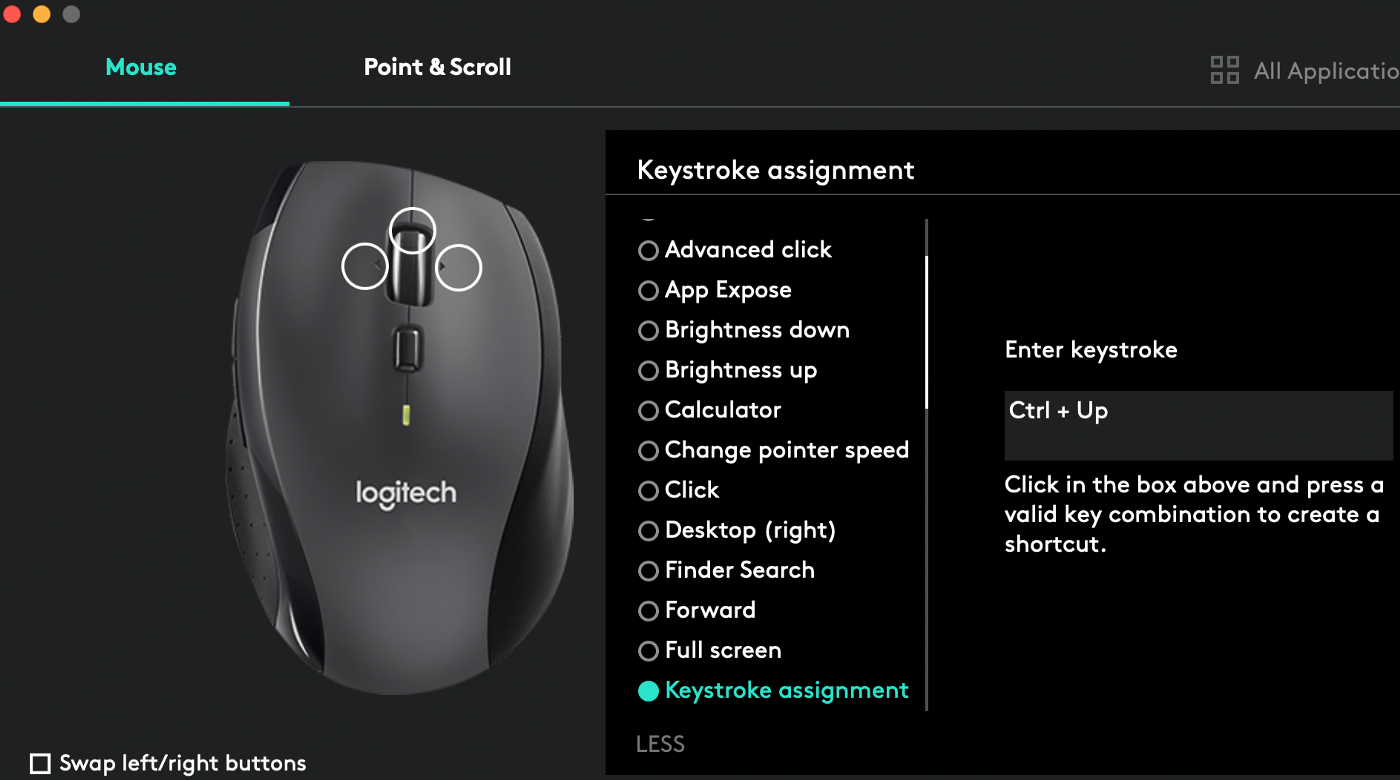 Mouse
Point & Scroll
All Applicatio
Keystroke assignment
Advanced click
App Expose
Brightness down
Brightness up
Calculator
Change pointer speed
Click
Desktop (right)
Finder Search
Forward
Full screen
Keystroke assignment
LESS
Enter keystroke
Ctrl + Up
Click in the box above and press a
valid key combination to create a
shortcut.
logitech
Swap left/right buttons